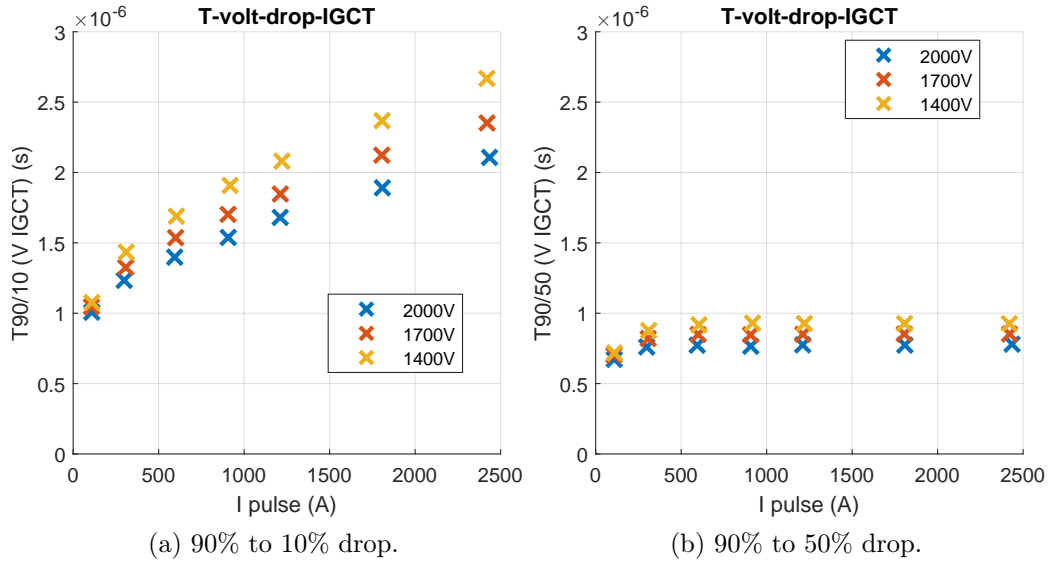 T-volt-drop-IGCT
×10⁻⁶
T90/10 (V IGCT) (s)
3
2.5
2
1.5
1
0.5
0
0
500
1000
1500
2000
2500
I pulse (A)
2000V
1700V
1400V
(a) 90% to 10% drop.
T-volt-drop-IGCT
×10⁻⁶
T90/50 (V IGCT) (s)
3
2.5
2
1.5
1
0.5
0
0
500
1000
1500
2000
2500
I pulse (A)
2000V
1700V
1400V
(b) 90% to 50% drop.